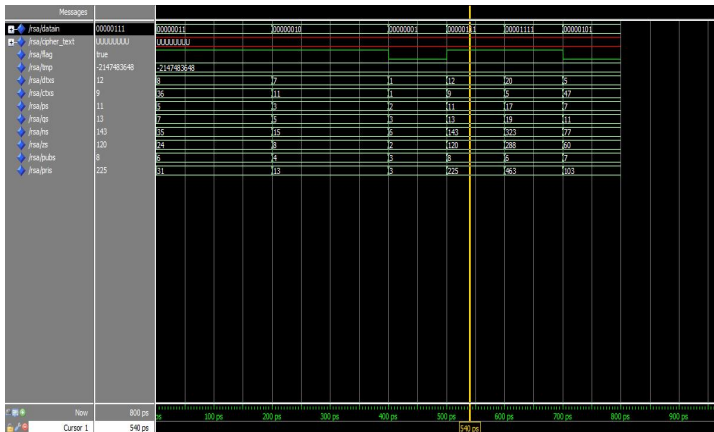 Messages
/rsa/datain 00000111 00000011 00000010 00000001 00000111 00001111 00000101
/rsa/cipher_text UUUUUUUU UUUUUUUU
/rsa/flag true
/rsa/tmp -2147483648 -2147483648
/rsa/dtxs 12 8 7 1 12 20 5
/rsa/ctxs 9 36 11 1 9 5 47
/rsa/ps 11 5 3 2 11 17 7
/rsa/qs 13 7 5 3 13 19 11
/rsa/ns 143 35 15 6 143 323 77
/rsa/zs 120 24 8 2 120 288 60
/rsa/pubs 8 6 4 3 8 6 7
/rsa/pris 225 31 13 3 225 463 103
Now 800 ps ps 100 ps 200 ps 300 ps 400 ps 500 ps 600 ps 700 ps 800 ps 900 ps
Cursor 1 540 ps 540 ps